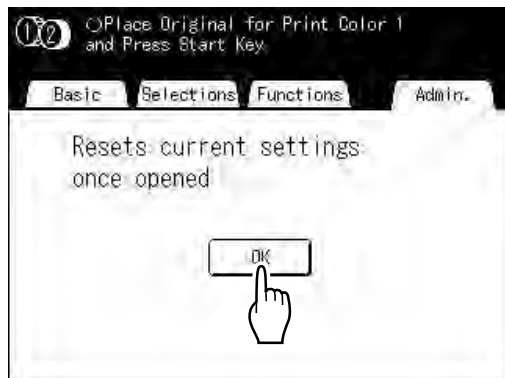 ①② ○Place Original for Print Color 1
and Press Start Key
Basic Selections Functions Admin.
Resets current settings
once opened
OK